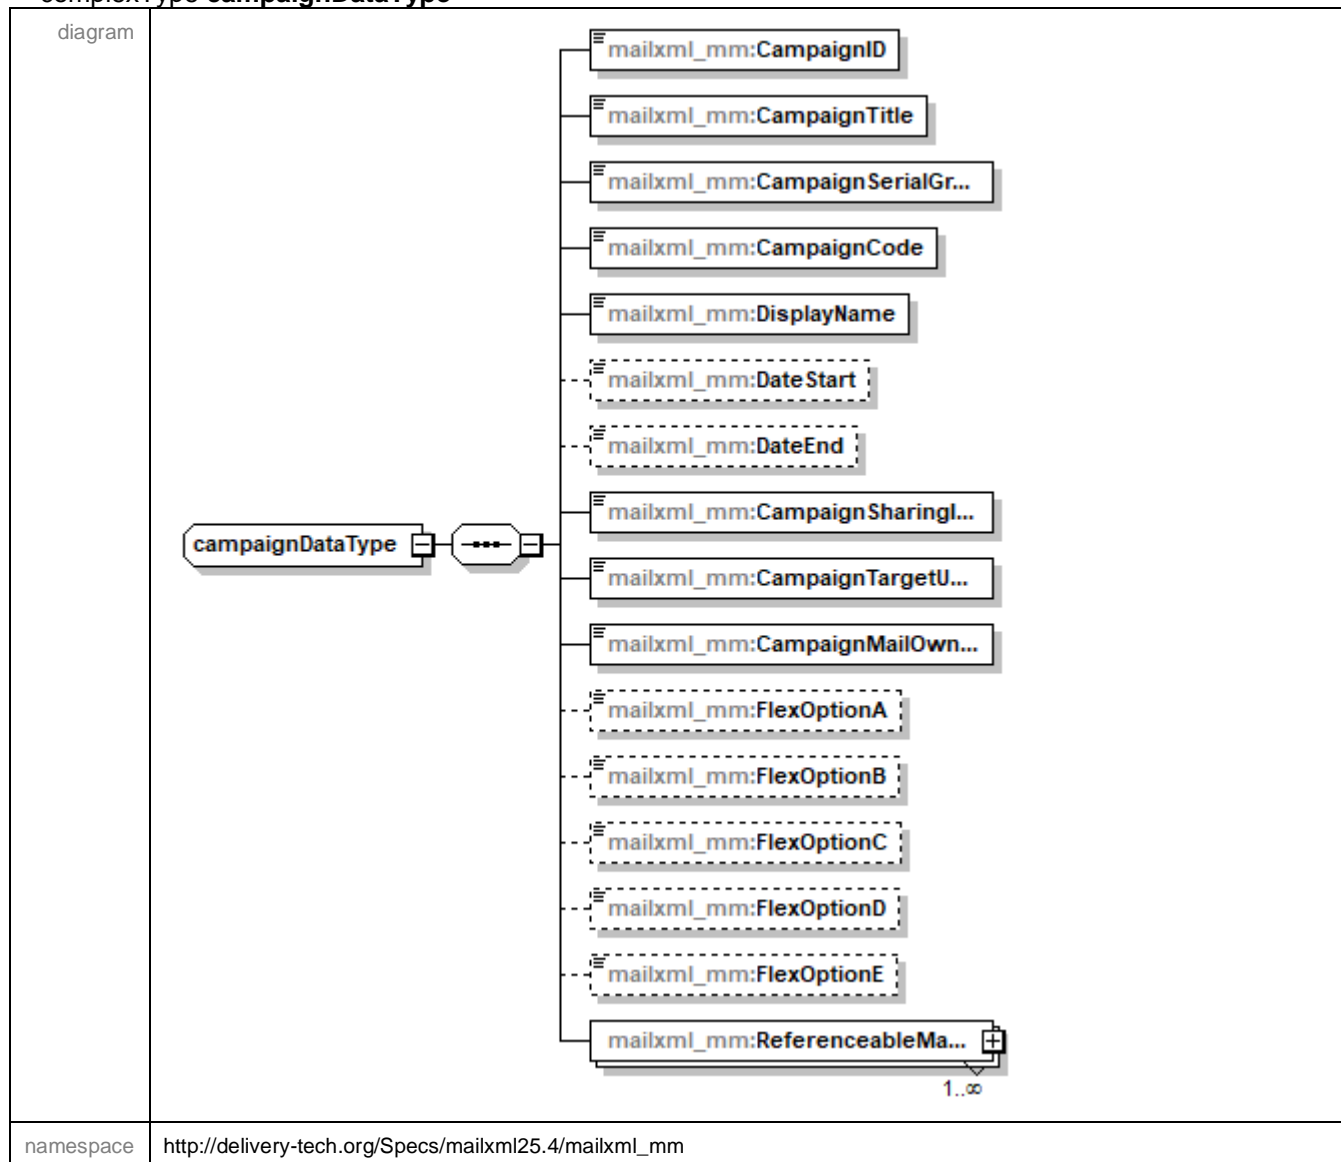 complexType campaignDataType
diagram
mailxml_mm:CampaignID
mailxml_mm:CampaignTitle
mailxml_mm:CampaignSerialGr...
mailxml_mm:CampaignCode
mailxml_mm:DisplayName
mailxml_mm:DateStart
mailxml_mm:DateEnd
mailxml_mm:CampaignSharingI...
campaignDataType
mailxml_mm:CampaignTargetU...
mailxml_mm:CampaignMailOwn...
mailxml_mm:FlexOptionA
mailxml_mm:FlexOptionB
mailxml_mm:FlexOptionC
mailxml_mm:FlexOptionD
mailxml_mm:FlexOptionE
mailxml_mm:ReferenceableMa...
1..∞
namespace http://delivery-tech.org/Specs/mailxml25.4/mailxml_mm